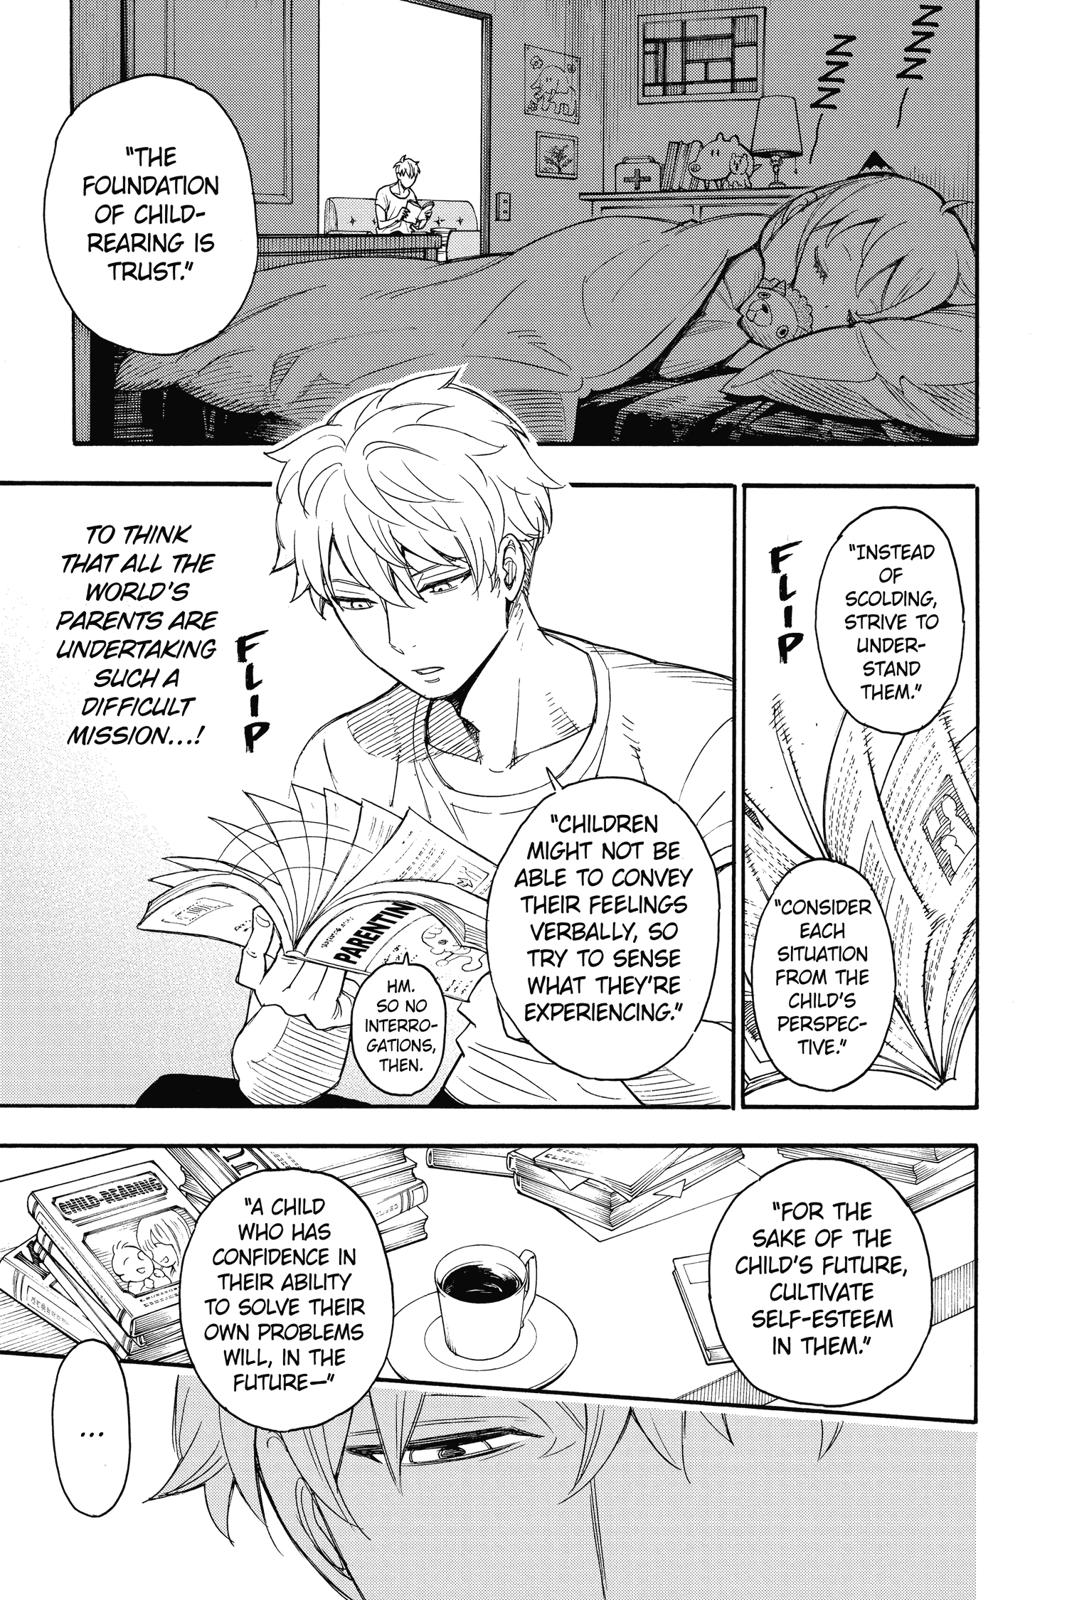 NNN
NNN
"THE
FOUNDATION
OF CHILD-
REARING IS
TRUST."
"INSTEAD
OF
SCOLDING,
STRIVE TO
UNDER-
STAND
THEM."
FLIP
"CONSIDER
EACH
SITUATION
FROM THE
CHILD'S
PERSPEC-
TIVE."
"CHILDREN
MIGHT NOT BE
ABLE TO CONVEY
THEIR FEELINGS
VERBALLY, SO
TRY TO SENSE
WHAT THEY'RE
EXPERIENCING."
HM.
SO NO
INTERRO-
GATIONS,
THEN.
PARENTIN
FLIP
TO THINK
THAT ALL THE
WORLD'S
PARENTS ARE
UNDERTAKING
SUCH A
DIFFICULT
MISSION...!
"FOR THE
SAKE OF THE
CHILD'S FUTURE,
CULTIVATE
SELF-ESTEEM
IN THEM."
"A CHILD
WHO HAS
CONFIDENCE IN
THEIR ABILITY
TO SOLVE THEIR
OWN PROBLEMS
WILL, IN THE
FUTURE—"
CHILD-REARING
...